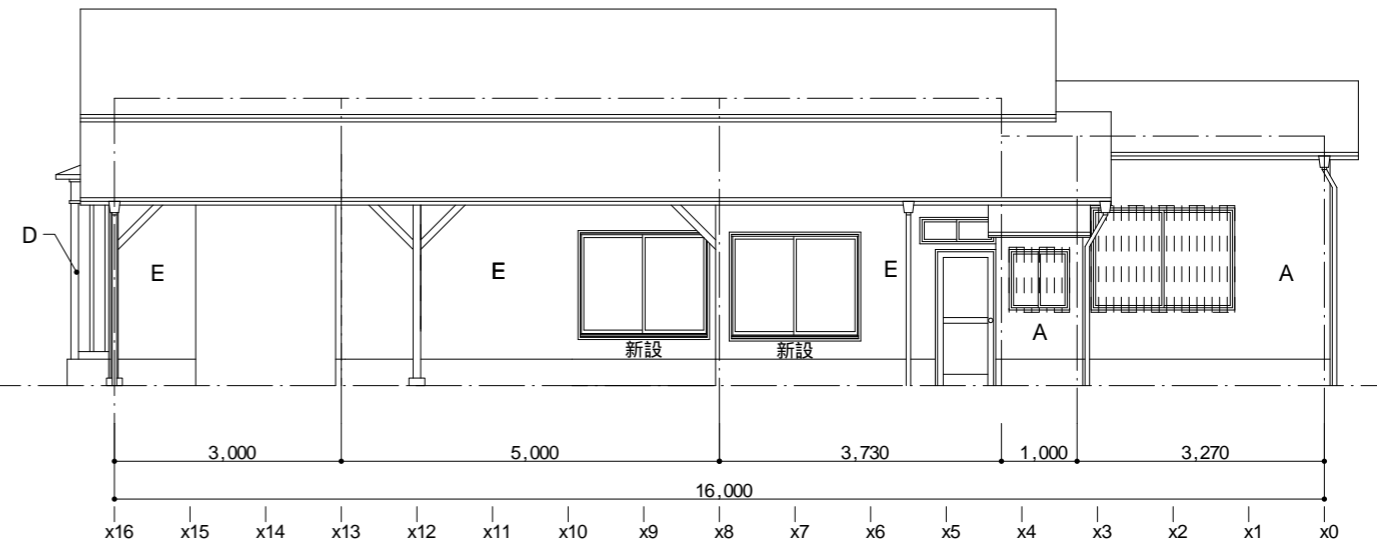 D
E
E
E
A
A
新設
新設
3,000
5,000
3,730
1,000
3,270
16,000
x16 x15 x14 x13 x12 x11 x10 x9 x8 x7 x6 x5 x4 x3 x2 x1 x0